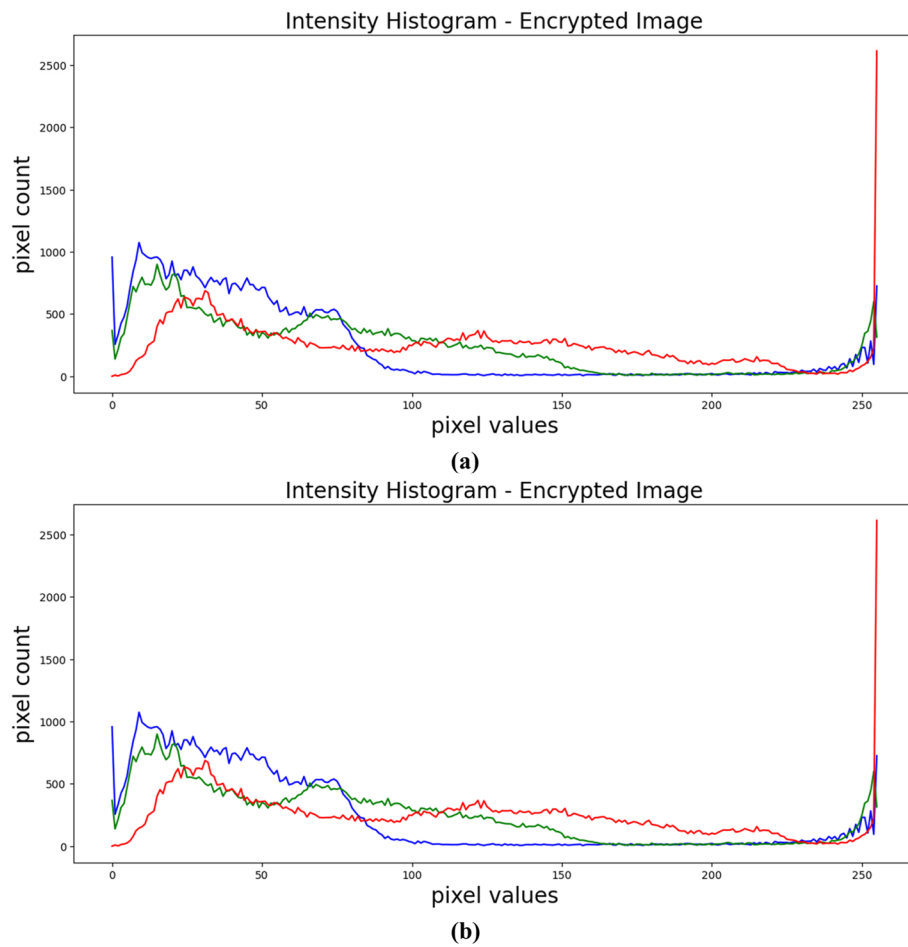 Intensity Histogram - Encrypted Image
2500
2000
1500
1000
500
0
pixel count
0 50 100 150 200 250
pixel values
(a)
Intensity Histogram - Encrypted Image
2500
2000
1500
1000
500
0
pixel count
0 50 100 150 200 250
pixel values
(b)